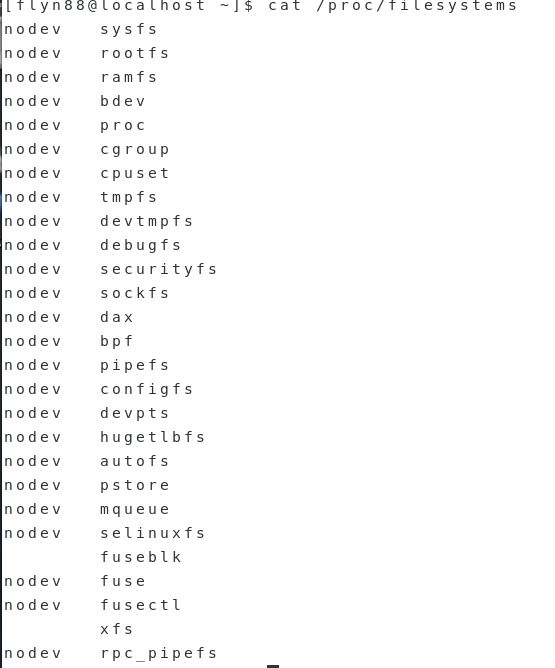 [flyn88@localhost ~]$ cat /proc/filesystems
nodev   sysfs
nodev   rootfs
nodev   ramfs
nodev   bdev
nodev   proc
nodev   cgroup
nodev   cpuset
nodev   tmpfs
nodev   devtmpfs
nodev   debugfs
nodev   securityfs
nodev   sockfs
nodev   dax
nodev   bpf
nodev   pipefs
nodev   configfs
nodev   devpts
nodev   hugetlbfs
nodev   autofs
nodev   pstore
nodev   mqueue
nodev   selinuxfs
        fuseblk
nodev   fuse
nodev   fusectl
        xfs
nodev   rpc_pipefs